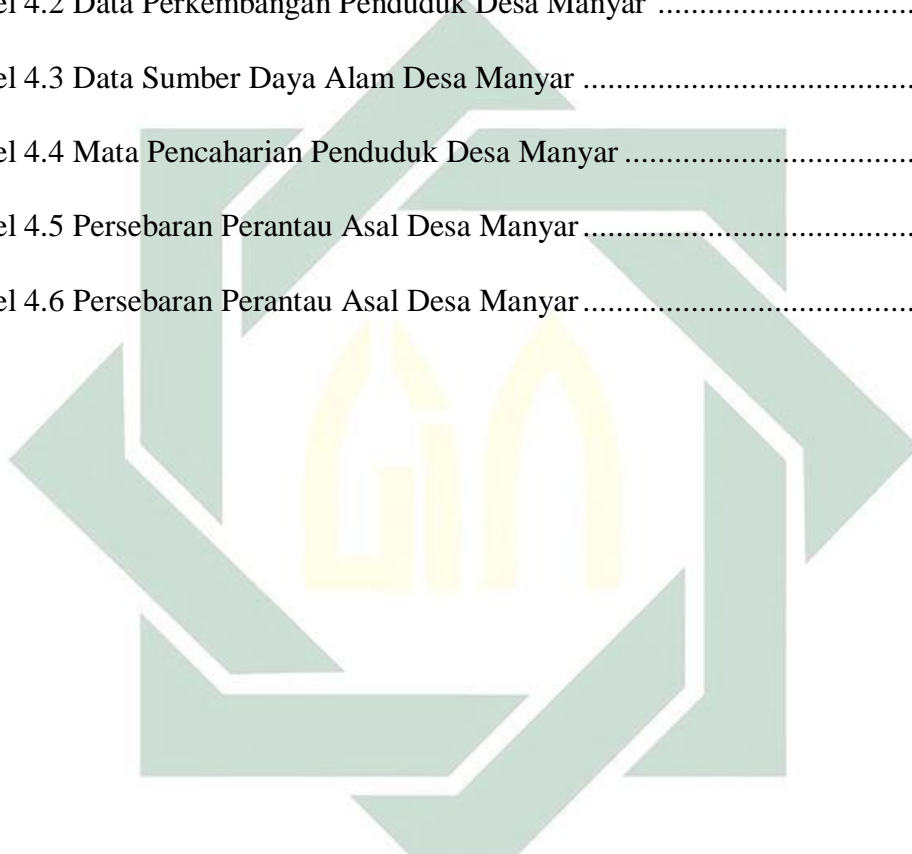 el 4.2 Data Perkembangan Penduduk Desa Manyar ................................
el 4.3 Data Sumber Daya Alam Desa Manyar ..........................................
el 4.4 Mata Pencaharian Penduduk Desa Manyar ....................................
el 4.5 Persebaran Perantau Asal Desa Manyar ..........................................
el 4.6 Persebaran Perantau Asal Desa Manyar ..........................................